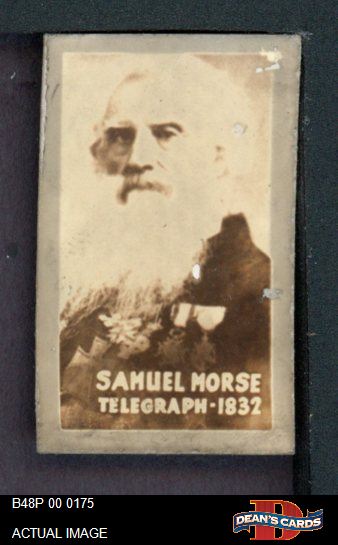 SAMUEL MORSE
TELEGRAPH-1832
B48P 00 0175
ACTUAL IMAGE
DEAN'S CARDS